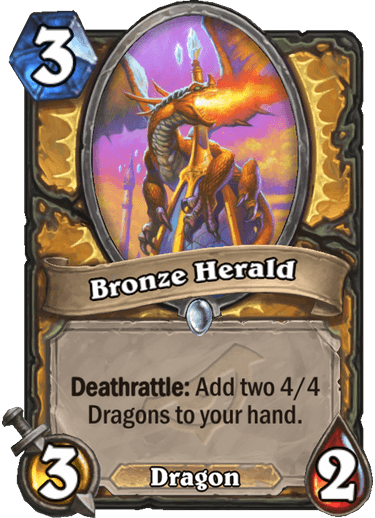 3
Bronze Herald
Deathrattle: Add two 4/4
Dragons to your hand.
3
Dragon
2